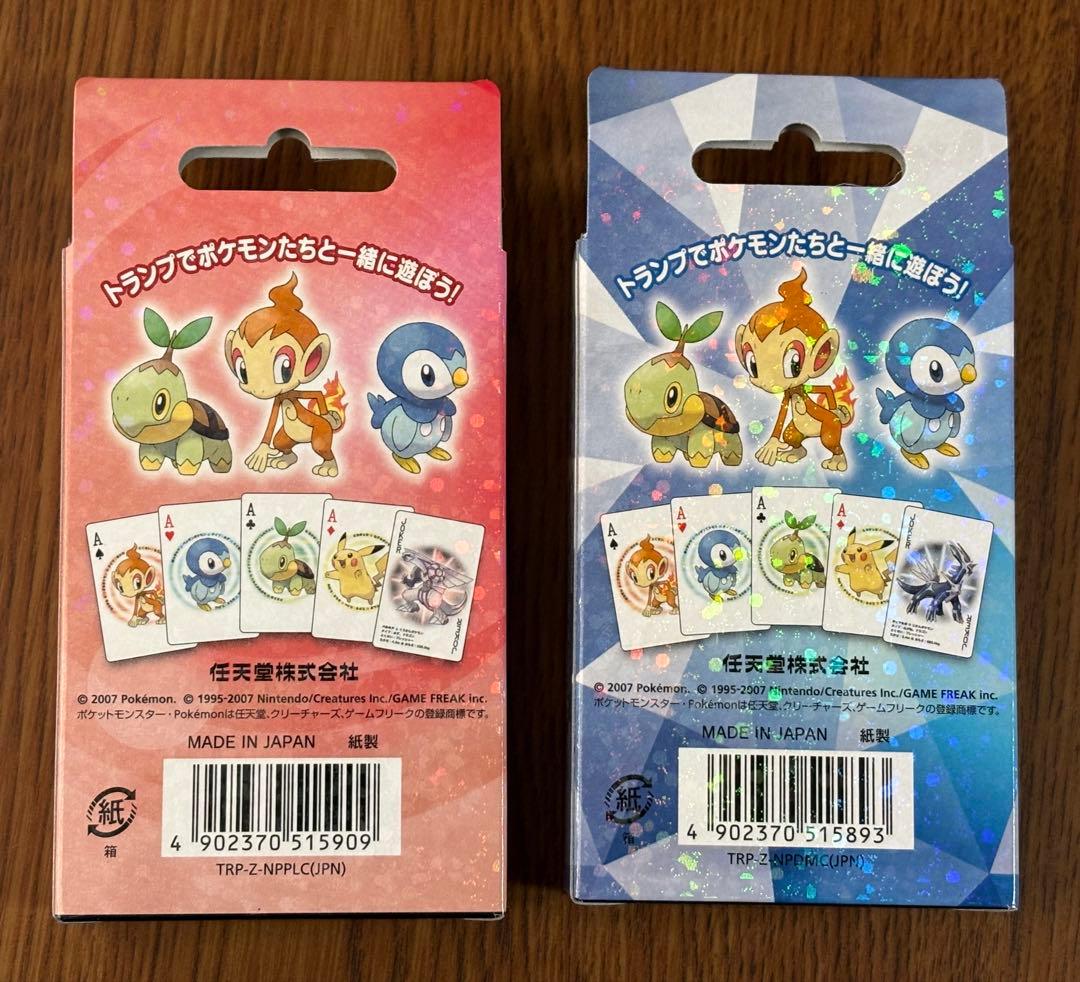 トランプでポケモンたちと一緒に遊ぼう!
A
A
A
A
JOKER
JOKER
任天堂株式会社
© 2007 Pokémon. © 1995-2007 Nintendo/Creatures Inc./GAME FREAK inc.
ポケットモンスター・Pokémonは任天堂、クリーチャーズ、ゲームフリークの登録商標です。
MADE IN JAPAN 紙製
紙
箱
4 902370 515909
TRP-Z-NPPLC(JPN)
トランプでポケモンたちと一緒に遊ぼう!
A
A
A
A
JOKER
JOKER
任天堂株式会社
© 2007 Pokémon. © 1995-2007 Nintendo/Creatures Inc./GAME FREAK inc.
ポケットモンスター・Pokémonは任天堂、クリーチャーズ、ゲームフリークの登録商標です。
MADE IN JAPAN 紙製
紙
箱
4 902370 515893
TRP-Z-NPDMC(JPN)